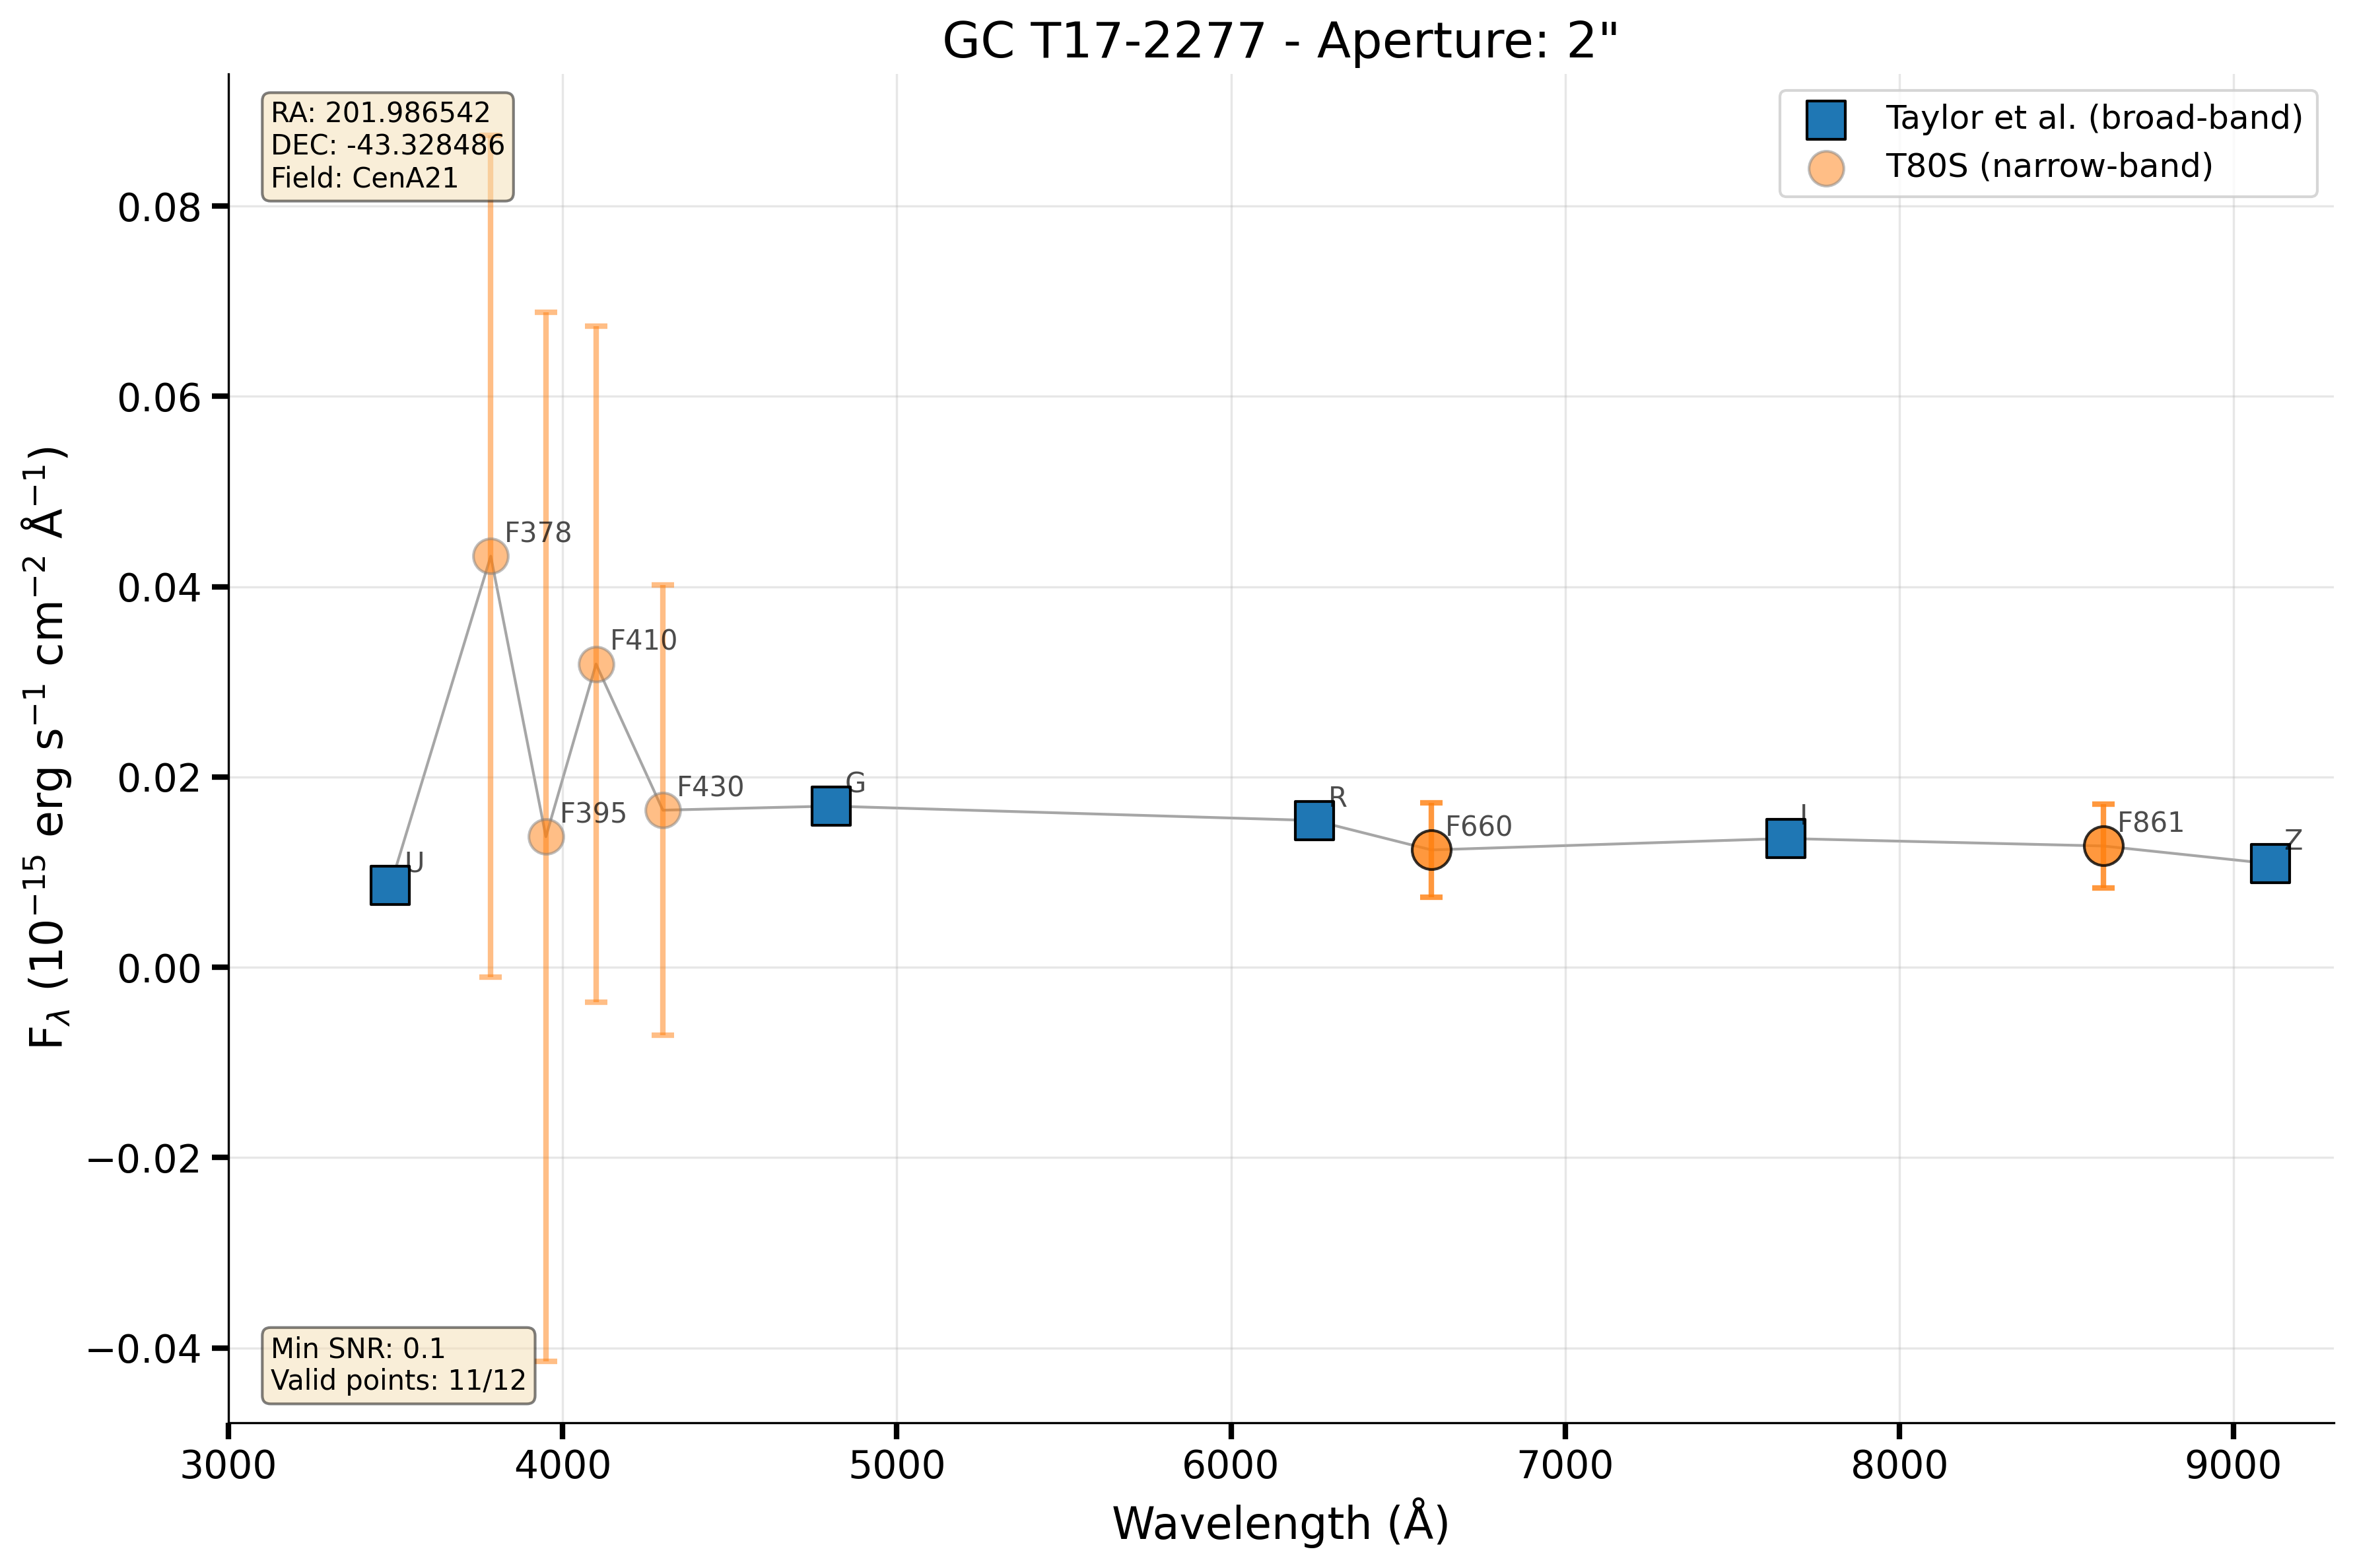 GC T17-2277 - Aperture: 2"
RA: 201.986542
DEC: -43.328486
Field: CenA21
Taylor et al. (broad-band)
T80S (narrow-band)
F_λ (10⁻¹⁵ erg s⁻¹ cm⁻² Å⁻¹)
0.08
0.06
0.04
0.02
0.00
−0.02
−0.04
U
F378
F395
F410
F430
G
R
F660
I
F861
Z
Min SNR: 0.1
Valid points: 11/12
3000
4000
5000
6000
7000
8000
9000
Wavelength (Å)